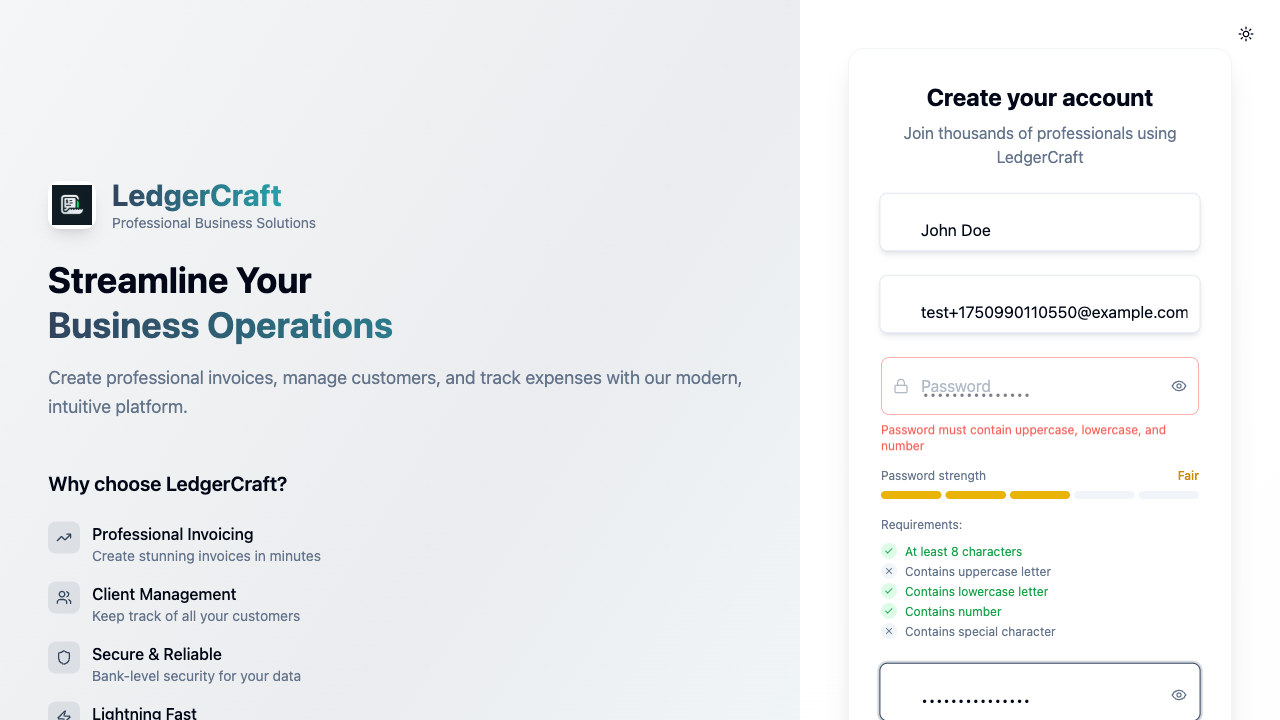 LedgerCraft
Professional Business Solutions
Streamline Your
Business Operations
Create professional invoices, manage customers, and track expenses with our modern,
intuitive platform.
Why choose LedgerCraft?
Professional Invoicing
Create stunning invoices in minutes
Client Management
Keep track of all your customers
Secure & Reliable
Bank-level security for your data
Lightning Fast
Create your account
Join thousands of professionals using
LedgerCraft
John Doe
test+1750990110550@example.com
Password
•••••••••••••••
Password must contain uppercase, lowercase, and
number
Password strength
Fair
Requirements:
At least 8 characters
Contains uppercase letter
Contains lowercase letter
Contains number
Contains special character
•••••••••••••••